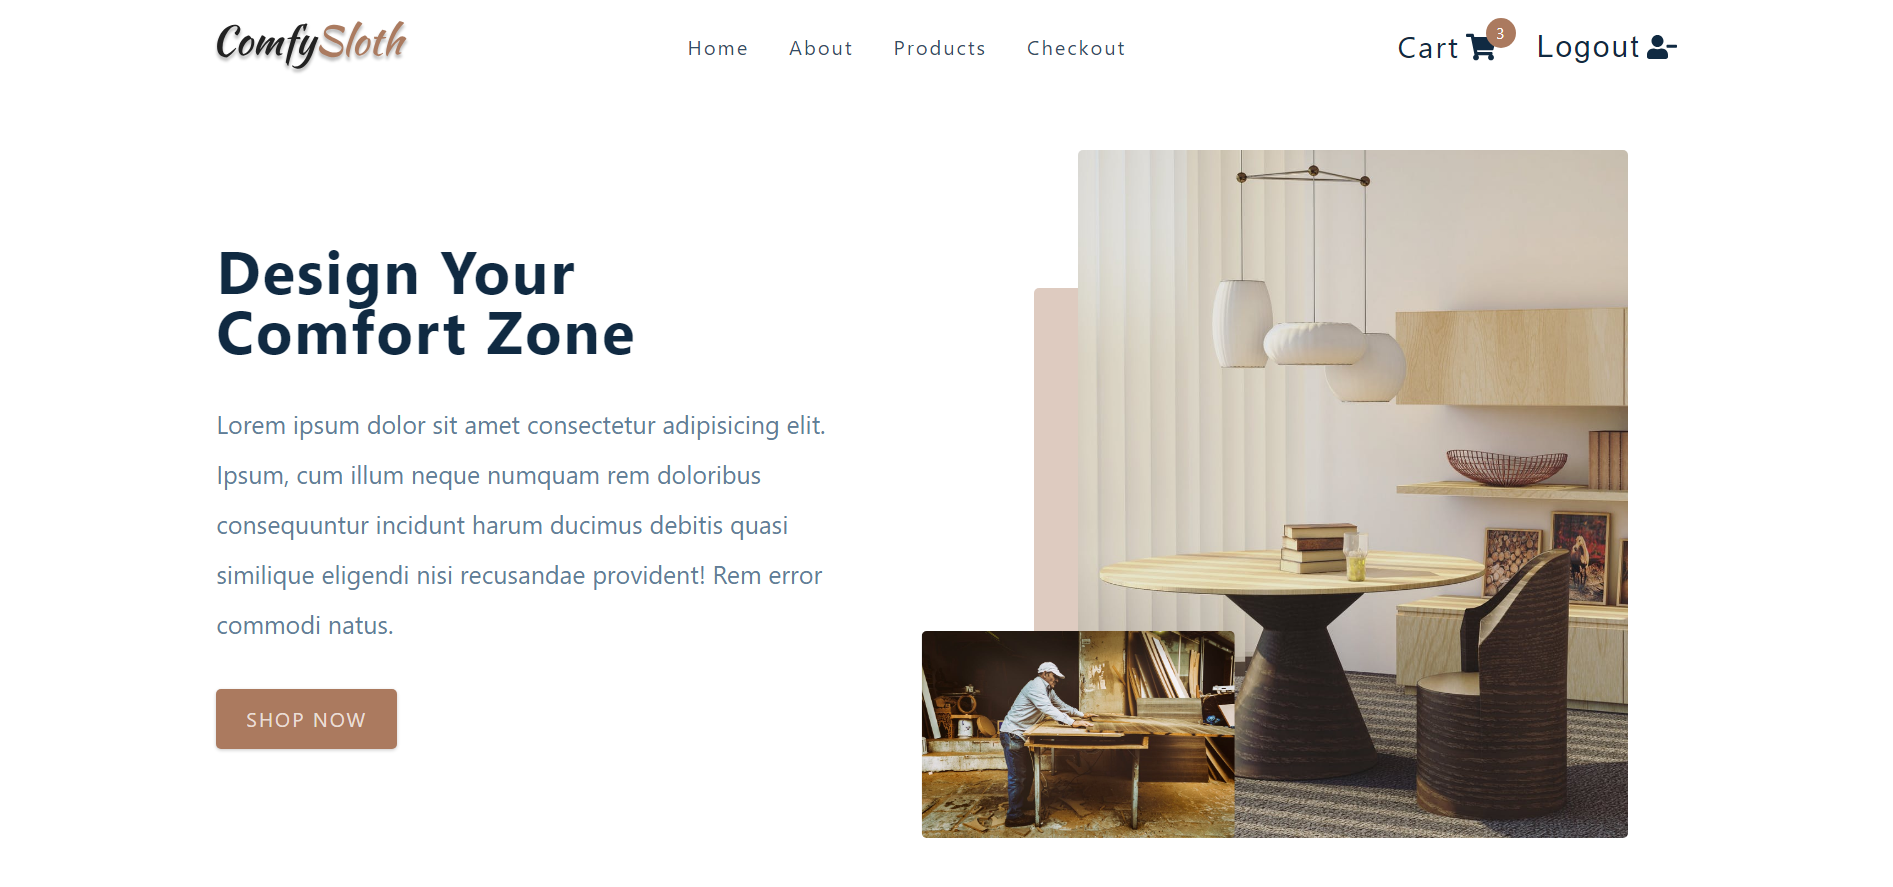 ComfySloth
Home About Products Checkout
Cart 3 Logout
Design Your
Comfort Zone
Lorem ipsum dolor sit amet consectetur adipisicing elit.
Ipsum, cum illum neque numquam rem doloribus
consequuntur incidunt harum ducimus debitis quasi
similique eligendi nisi recusandae provident! Rem error
commodi natus.
SHOP NOW